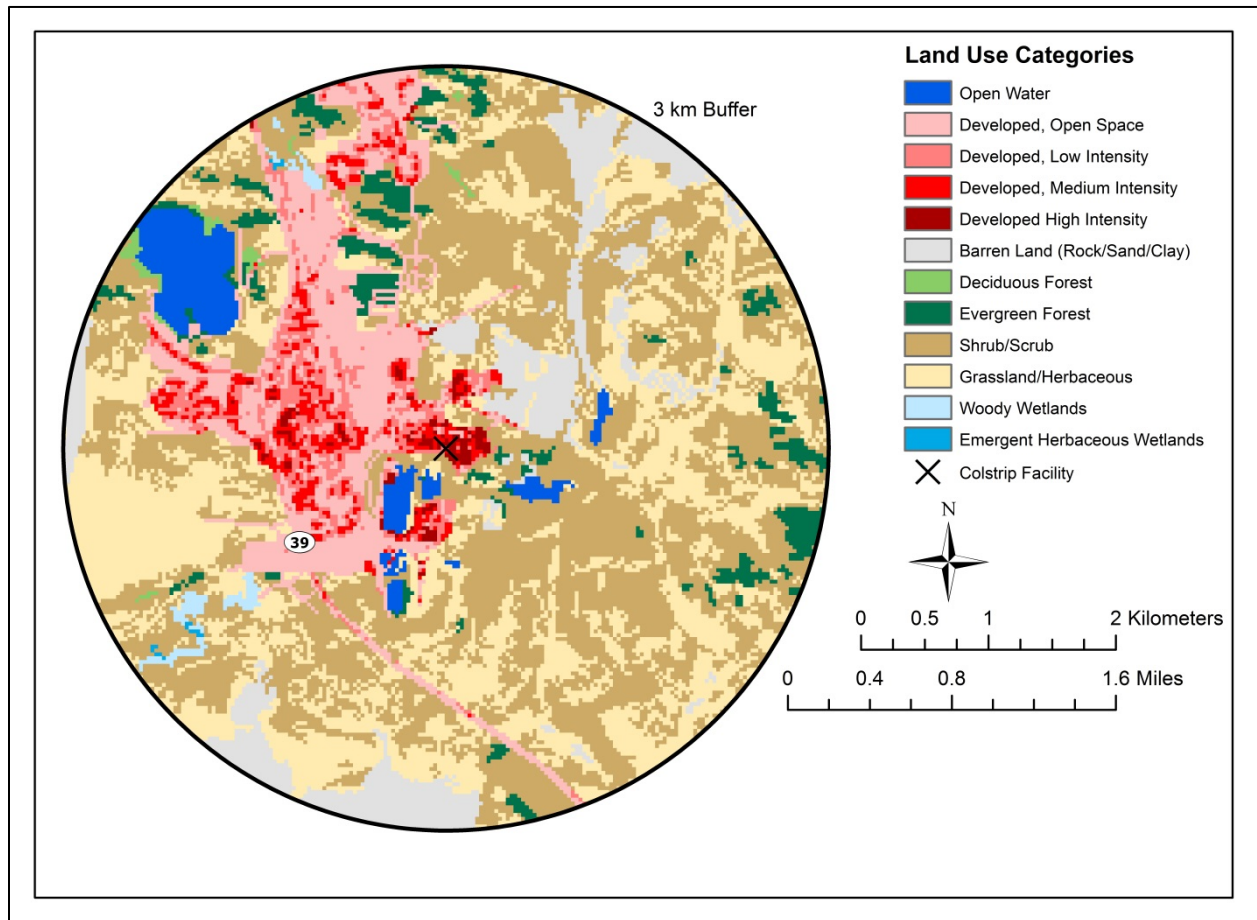 Land Use Categories
3 km Buffer
Open Water
Developed, Open Space
Developed, Low Intensity
Developed, Medium Intensity
Developed High Intensity
Barren Land (Rock/Sand/Clay)
Deciduous Forest
Evergreen Forest
Shrub/Scrub
Grassland/Herbaceous
Woody Wetlands
Emergent Herbaceous Wetlands
Colstrip Facility
N
39
0 0.5 1 2 Kilometers
0 0.4 0.8 1.6 Miles